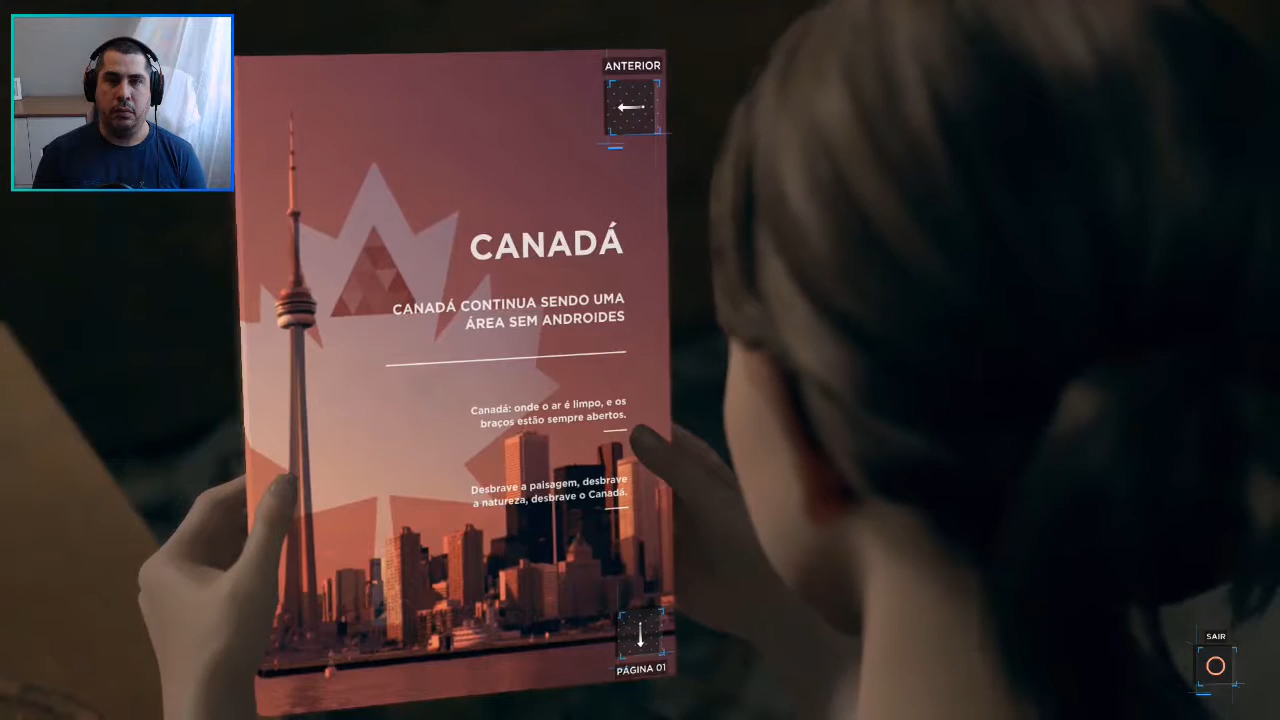 ANTERIOR
CANADÁ
CANADÁ CONTINUA SENDO UMA
ÁREA SEM ANDROIDES
Canadá: onde o ar é limpo, e os
braços estão sempre abertos.
Desbrave a paisagem, desbrave
a natureza, desbrave o Canadá.
PÁGINA 01
SAIR